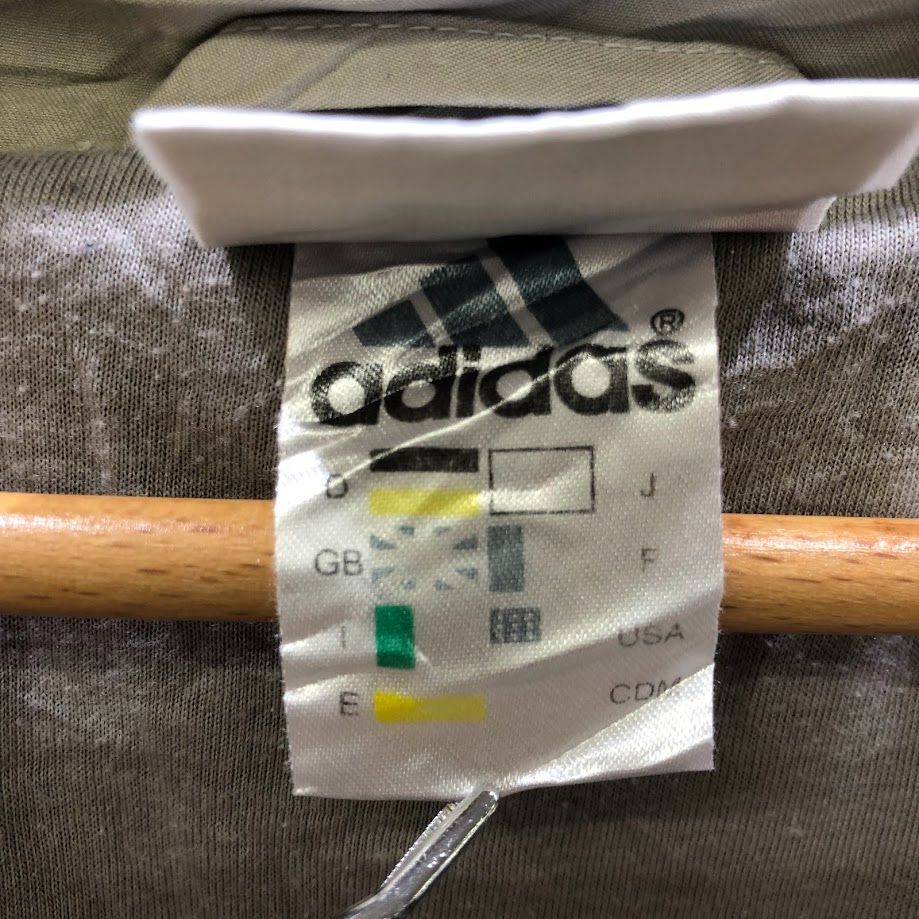 adidas®
D J
GB F
I USA
E CDM